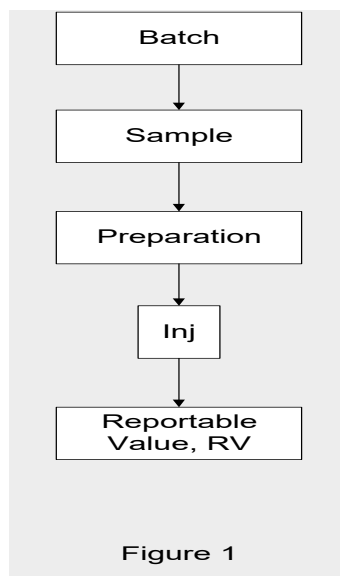 Batch
Sample
Preparation
Inj
Reportable
Value, RV
Figure 1